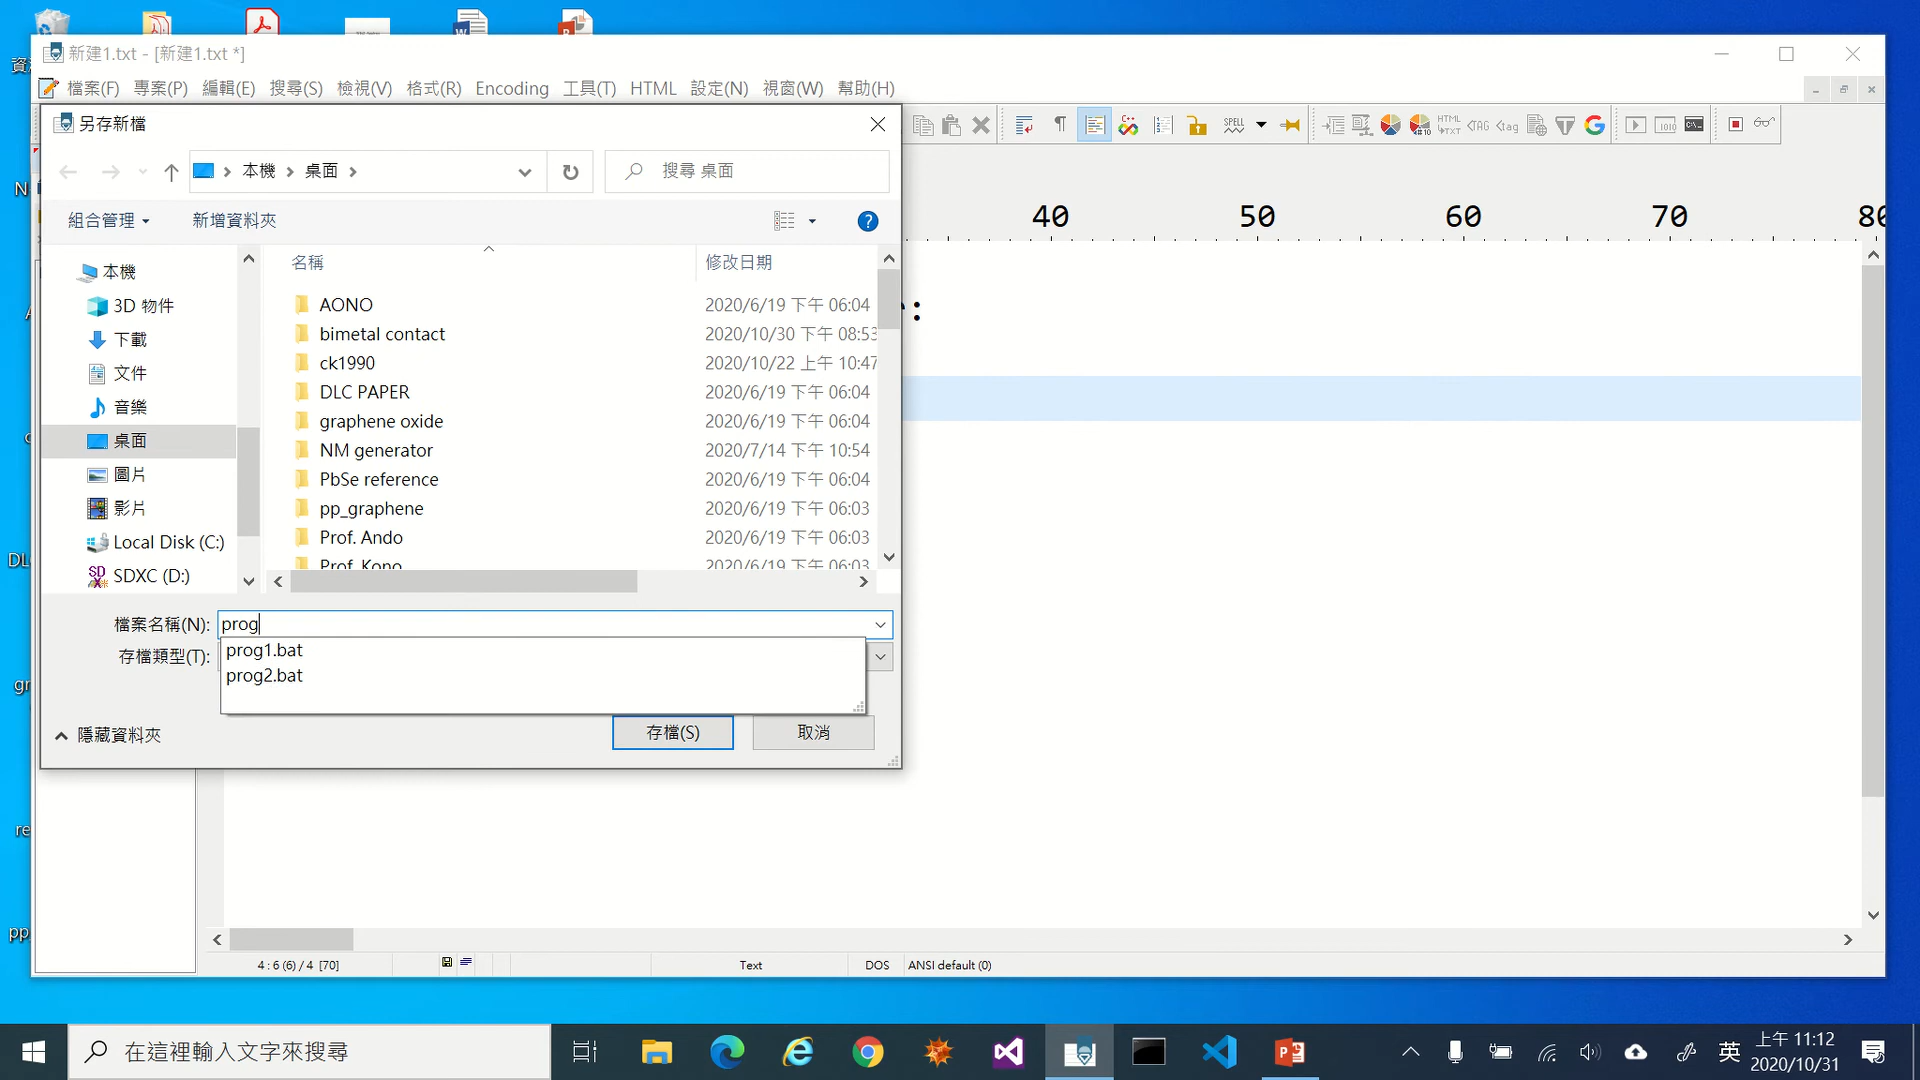 新建1.txt - [新建1.txt *]
檔案(F) 專案(P) 編輯(E) 搜尋(S) 檢視(V) 格式(R) Encoding 工具(T) HTML 設定(N) 視窗(W) 幫助(H)
另存新檔
本機 桌面
搜尋 桌面
組合管理 新增資料夾
名稱 修改日期
本機
3D 物件
下載
文件
音樂
桌面
圖片
影片
Local Disk (C:)
SDXC (D:)
AONO 2020/6/19 下午 06:04
bimetal contact 2020/10/30 下午 08:53
ck1990 2020/10/22 上午 10:47
DLC PAPER 2020/6/19 下午 06:04
graphene oxide 2020/6/19 下午 06:04
NM generator 2020/7/14 下午 10:54
PbSe reference 2020/6/19 下午 06:04
pp_graphene 2020/6/19 下午 06:03
Prof. Ando 2020/6/19 下午 06:03
Prof. Kono 2020/6/19 下午 06:03
檔案名稱(N): prog
存檔類型(T):
prog1.bat
prog2.bat
隱藏資料夾
存檔(S) 取消
40 50 60 70 80
4 : 6 (6) / 4 [70] Text DOS ANSI default (0)
在這裡輸入文字來搜尋
英
上午 11:12
2020/10/31